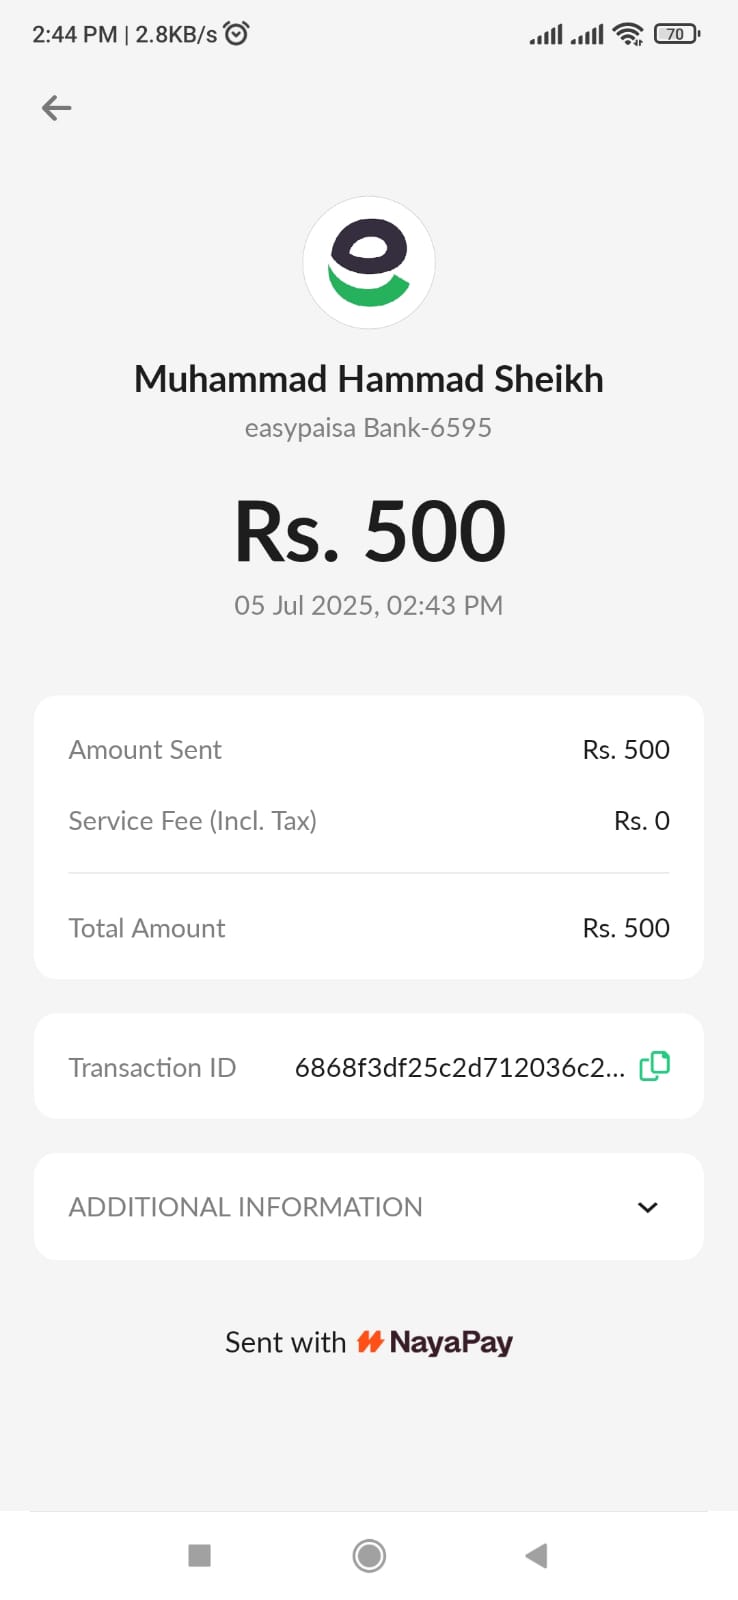 2:44 PM | 2.8KB/s
70
Muhammad Hammad Sheikh
easypaisa Bank-6595
Rs. 500
05 Jul 2025, 02:43 PM
Amount Sent Rs. 500
Service Fee (Incl. Tax) Rs. 0
Total Amount Rs. 500
Transaction ID 6868f3df25c2d712036c2...
ADDITIONAL INFORMATION
Sent with NayaPay